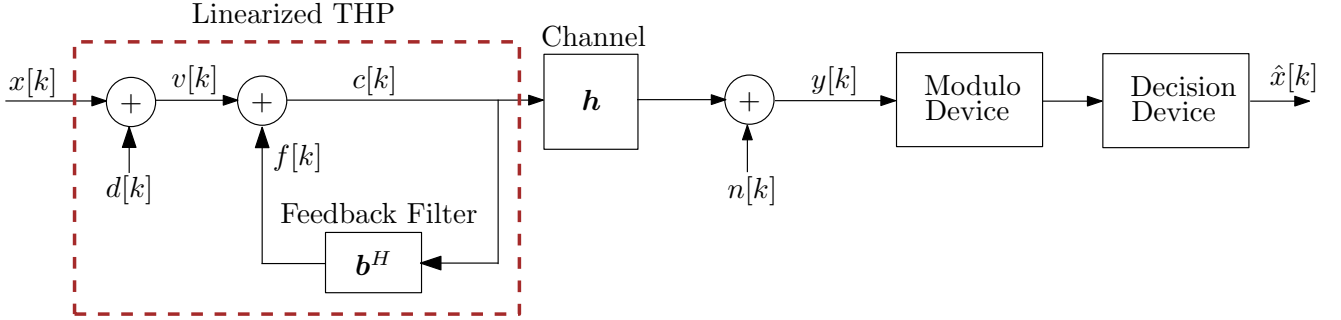 Linearized THP
Channel
x[k]
v[k]
c[k]
y[k]
x̂[k]
+
+
h
+
Modulo
Device
Decision
Device
f[k]
d[k]
n[k]
Feedback Filter
b^H